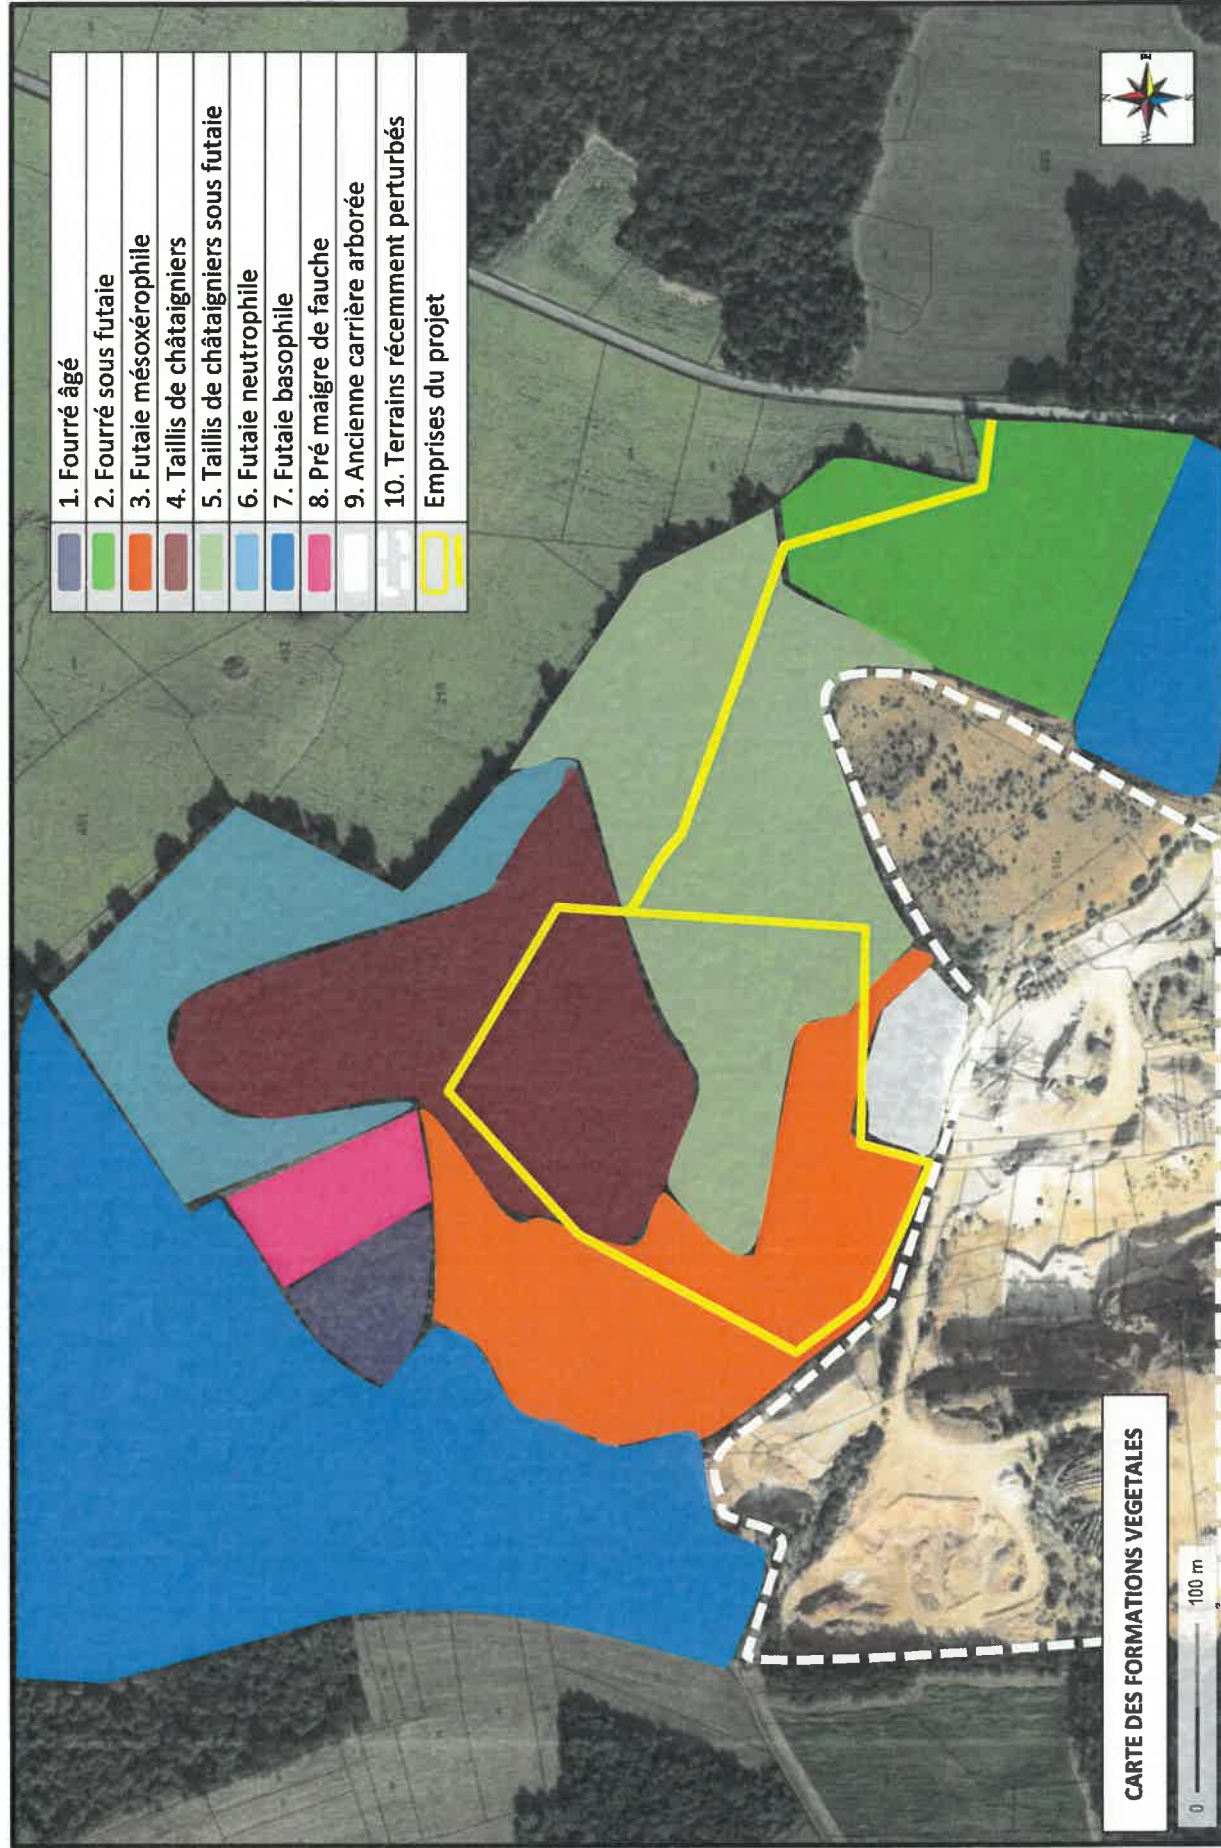 1. Fourré âgé
2. Fourré sous futaie
3. Futaie mésoxérophile
4. Taillis de châtaigniers
5. Taillis de châtaigniers sous futaie
6. Futaie neutrophile
7. Futaie basophile
8. Pré maigre de fauche
9. Ancienne carrière arborée
10. Terrains récemment perturbés
Emprises du projet
N
W
E
S
CARTE DES FORMATIONS VEGETALES
0
100 m